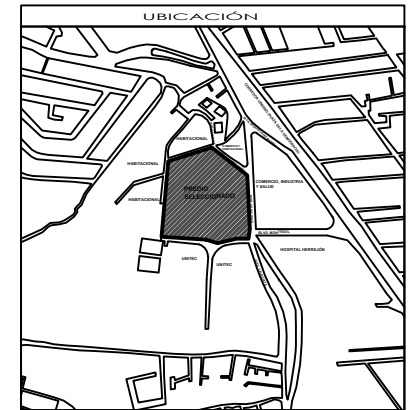 UBICACIÓN
HABITACIONAL
HABITACIONAL
HABITACIONAL
PREDIO
SELECCIONADO
COMERCIO, INDUSTRIA
Y SALUD
HOSPITAL HERREJÓN
UNITEC
UNITEC